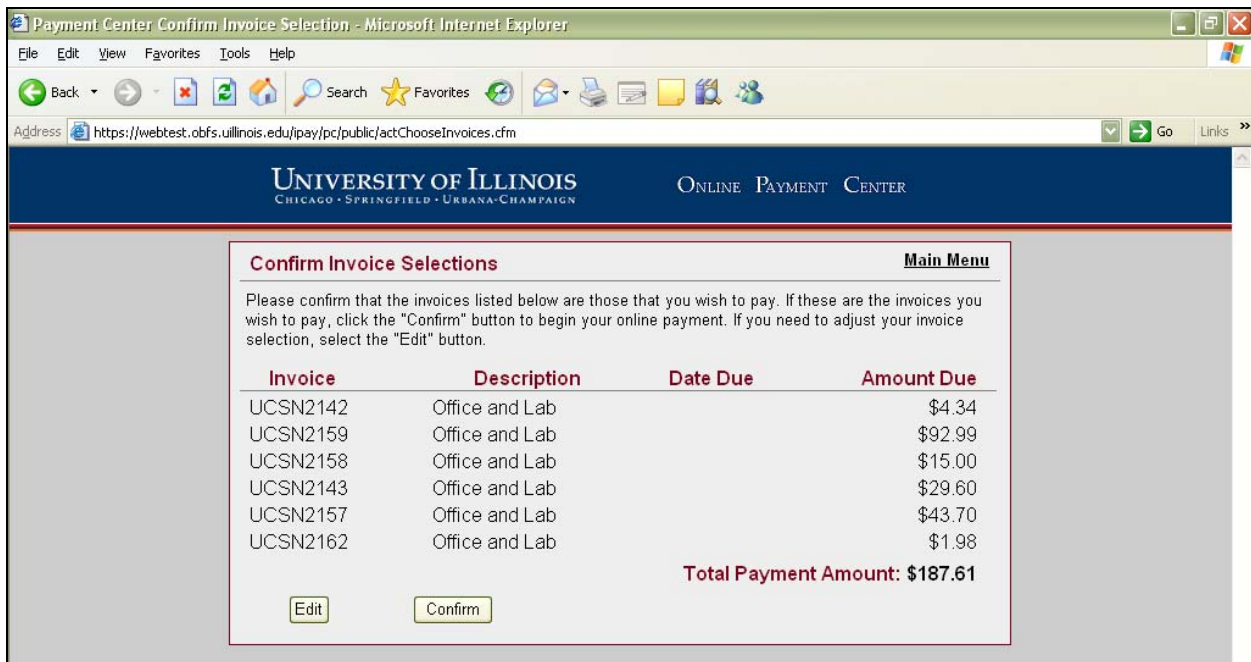 Payment Center Confirm Invoice Selection - Microsoft Internet Explorer
File Edit View Favorites Tools Help
Back Search Favorites
Address https://webtest.obfs.uillinois.edu/ipay/pc/public/actChooseInvoices.cfm Go Links »
UNIVERSITY OF ILLINOIS ONLINE PAYMENT CENTER
CHICAGO • SPRINGFIELD • URBANA-CHAMPAIGN
Confirm Invoice Selections Main Menu
Please confirm that the invoices listed below are those that you wish to pay. If these are the invoices you
wish to pay, click the "Confirm" button to begin your online payment. If you need to adjust your invoice
selection, select the "Edit" button.
Invoice Description Date Due Amount Due
UCSN2142 Office and Lab $4.34
UCSN2159 Office and Lab $92.99
UCSN2158 Office and Lab $15.00
UCSN2143 Office and Lab $29.60
UCSN2157 Office and Lab $43.70
UCSN2162 Office and Lab $1.98
Total Payment Amount: $187.61
Edit Confirm